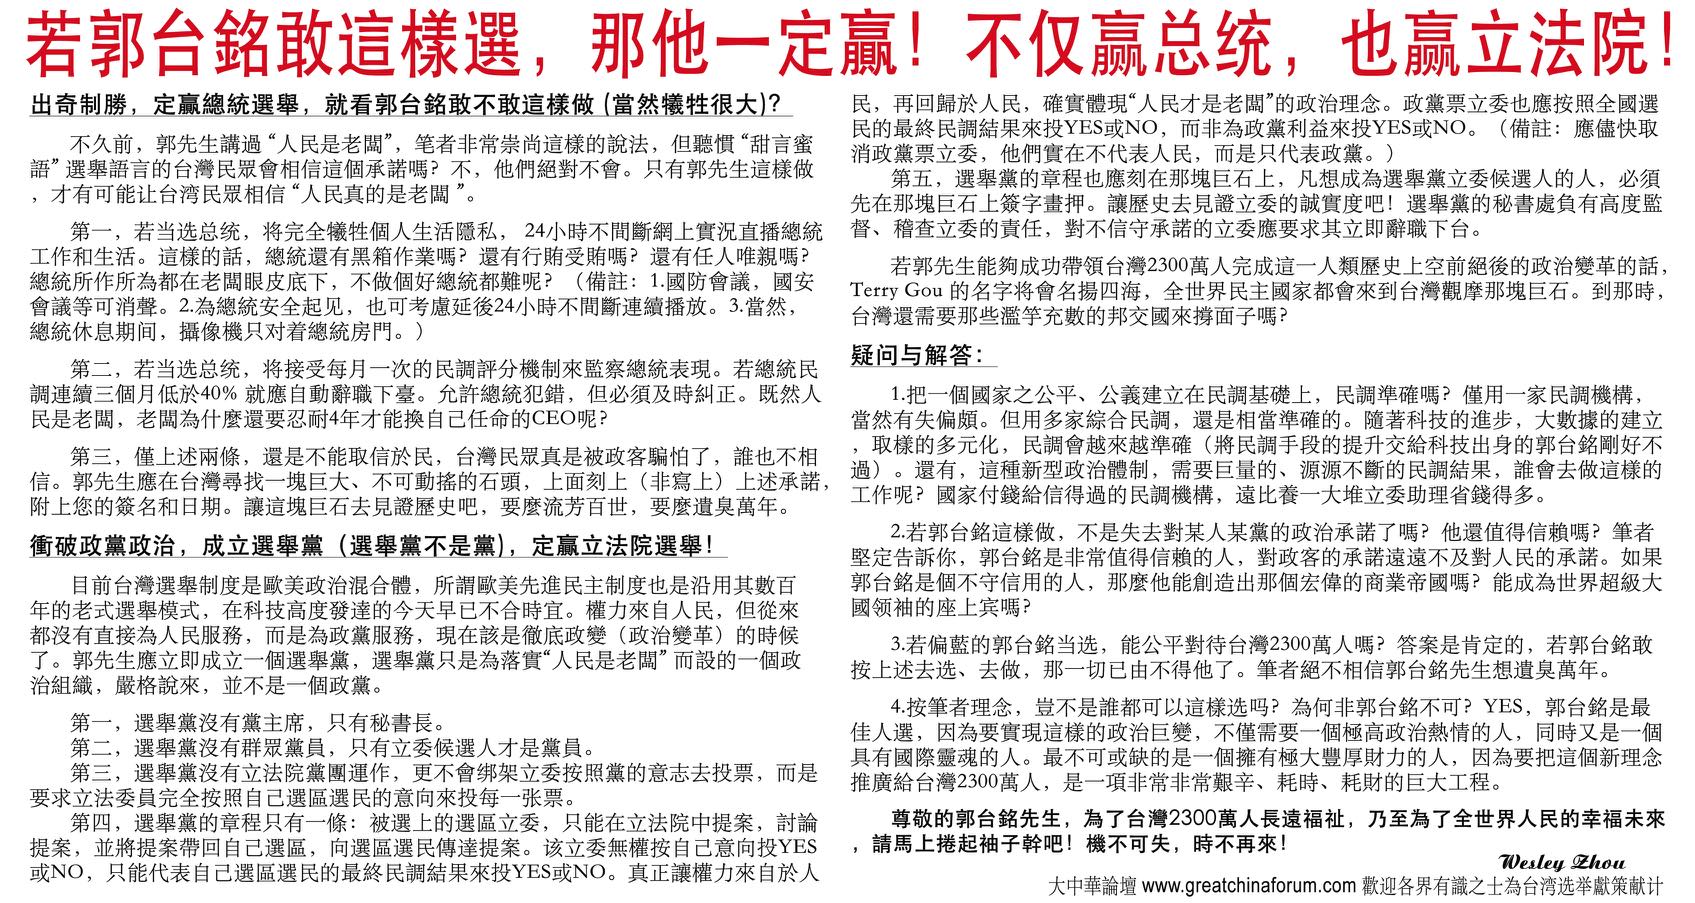 若郭台銘敢這樣選，那他一定贏！不仅赢总统，也赢立法院！
出奇制勝，定贏總統選舉，就看郭台銘敢不敢這樣做 (當然犧牲很大)？
不久前，郭先生講過 “人民是老闆”，笔者非常崇尚這樣的說法，但聽慣 “甜言蜜
語” 選舉語言的台灣民眾會相信這個承諾嗎？不，他們絕對不會。只有郭先生這樣做
，才有可能让台湾民眾相信 “人民真的是老闆 ”。
第一，若当选总统，将完全犧牲個人生活隱私， 24小時不間斷網上實況直播總統
工作和生活。這樣的話，總統還有黑箱作業嗎？還有行賄受賄嗎？還有任人唯親嗎？
總統所作所為都在老闆眼皮底下，不做個好總統都難呢？（備註：1.國防會議，國安
會議等可消聲。2.為總統安全起见，也可考慮延後24小時不間斷連續播放。3.當然，
總統休息期间，攝像機只对着總統房門。）
第二，若当选总统，将接受每月一次的民調評分機制來監察總統表現。若總統民
調連續三個月低於40% 就應自動辭職下臺。允許總統犯錯，但必須及時糾正。既然人
民是老闆，老闆為什麼還要忍耐4年才能換自己任命的CEO呢？
第三，僅上述兩條，還是不能取信於民，台灣民眾真是被政客騙怕了，誰也不相
信。郭先生應在台灣尋找一塊巨大、不可動搖的石頭，上面刻上（非寫上）上述承諾，
附上您的簽名和日期。讓這塊巨石去見證歷史吧，要麼流芳百世，要麼遺臭萬年。
衝破政黨政治，成立選舉黨（選舉黨不是黨)，定贏立法院選舉！
目前台灣選舉制度是歐美政治混合體，所謂歐美先進民主制度也是沿用其數百
年的老式選舉模式，在科技高度發達的今天早已不合時宜。權力來自人民，但從來
都沒有直接為人民服務，而是為政黨服務，現在該是徹底政變（政治變革）的時候
了。郭先生應立即成立一個選舉黨，選舉黨只是為落實“人民是老闆” 而設的一個政
治組織，嚴格說來，並不是一個政黨。
第一，選舉黨沒有黨主席，只有秘書長。
第二，選舉黨沒有群眾黨員，只有立委候選人才是黨員。
第三，選舉黨沒有立法院黨團運作，更不會绑架立委按照黨的意志去投票，而是
要求立法委員完全按照自己選區選民的意向來投每一张票。
第四，選舉黨的章程只有一條：被選上的選區立委，只能在立法院中提案，討論
提案，並將提案帶回自己選區，向選區選民傳達提案。该立委無權按自己意向投YES
或NO，只能代表自己選區選民的最終民調結果來投YES或NO。真正讓權力來自於人
民，再回歸於人民，確實體現“人民才是老闆”的政治理念。政黨票立委也應按照全國選
民的最終民調結果來投YES或NO，而非為政黨利益來投YES或NO。（備註：應儘快取
消政黨票立委，他們實在不代表人民，而是只代表政黨。）
第五，選舉黨的章程也應刻在那塊巨石上，凡想成為選舉黨立委候選人的人，必須
先在那塊巨石上簽字畫押。讓歷史去見證立委的誠實度吧！選舉黨的秘書處負有高度監
督、稽查立委的責任，對不信守承諾的立委應要求其立即辭職下台。
若郭先生能夠成功帶領台灣2300萬人完成這一人類歷史上空前絕後的政治變革的話，
Terry Gou 的名字将會名揚四海，全世界民主國家都會來到台灣觀摩那塊巨石。到那時，
台灣還需要那些濫竽充數的邦交國來撐面子嗎？
疑问与解答：
1.把一個國家之公平、公義建立在民調基礎上，民調準確嗎？僅用一家民調機構，
當然有失偏頗。但用多家綜合民調，還是相當準確的。隨著科技的進步，大數據的建立
，取樣的多元化，民調會越來越準確（將民調手段的提升交給科技出身的郭台銘剛好不
過）。還有，這種新型政治體制，需要巨量的、源源不斷的民調結果，誰會去做這樣的
工作呢？國家付錢給信得過的民調機構，遠比養一大堆立委助理省錢得多。
2.若郭台銘這樣做，不是失去對某人某黨的政治承諾了嗎？他還值得信賴嗎？筆者
堅定告訴你，郭台銘是非常值得信賴的人，對政客的承諾遠遠不及對人民的承諾。如果
郭台銘是個不守信用的人，那麼他能創造出那個宏偉的商業帝國嗎？能成為世界超級大
國领袖的座上宾嗎？
3.若偏藍的郭台銘当选，能公平對待台灣2300萬人嗎？答案是肯定的，若郭台銘敢
按上述去选、去做，那一切已由不得他了。筆者絕不相信郭台銘先生想遺臭萬年。
4.按筆者理念，豈不是誰都可以這樣选吗？為何非郭台銘不可？YES，郭台銘是最
佳人選，因為要實現這樣的政治巨變，不僅需要一個極高政治熱情的人，同時又是一個
具有國際靈魂的人。最不可或缺的是一個擁有極大豐厚財力的人，因為要把這個新理念
推廣給台灣2300萬人，是一項非常非常艱辛、耗時、耗財的巨大工程。
尊敬的郭台銘先生，為了台灣2300萬人長遠福祉，乃至為了全世界人民的幸福未來
，請馬上捲起袖子幹吧！機不可失，時不再來！
Wesley Zhou
大中華論壇 www.greatchinaforum.com 歡迎各界有識之士為台湾选举獻策献计